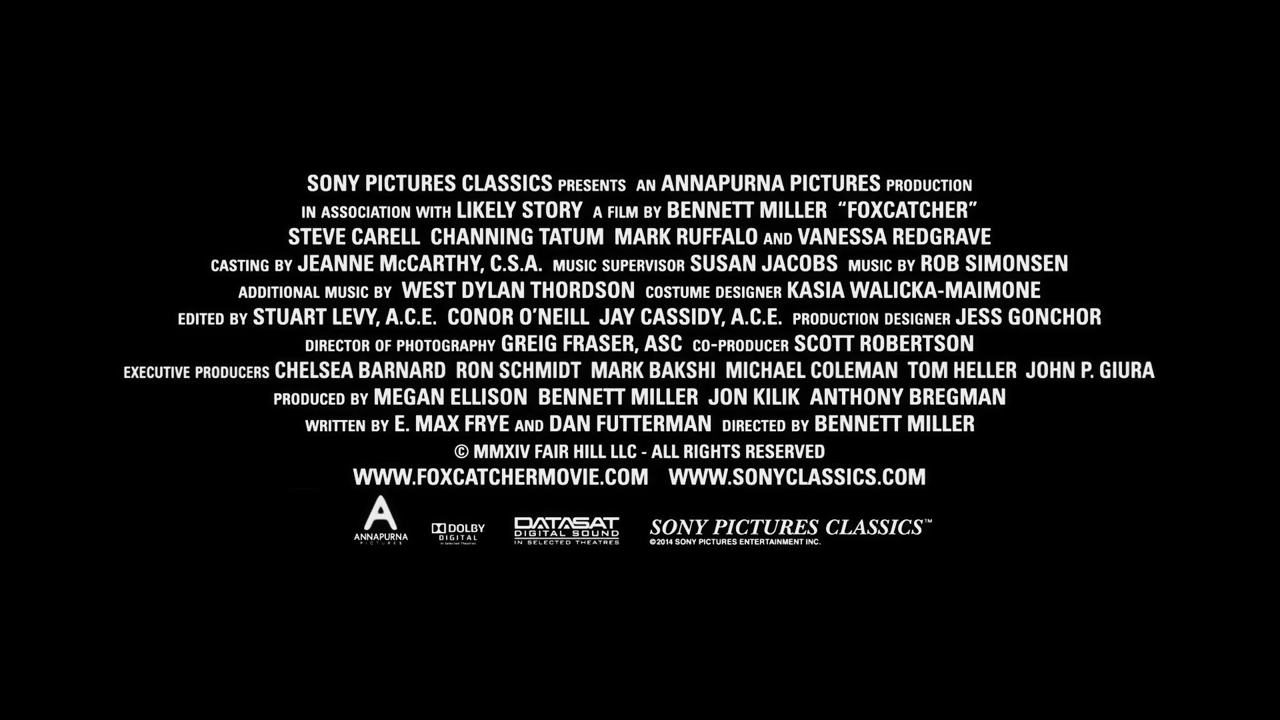 SONY PICTURES CLASSICS PRESENTS AN ANNAPURNA PICTURES PRODUCTION
IN ASSOCIATION WITH LIKELY STORY A FILM BY BENNETT MILLER “FOXCATCHER”
STEVE CARELL CHANNING TATUM MARK RUFFALO AND VANESSA REDGRAVE
CASTING BY JEANNE McCARTHY, C.S.A. MUSIC SUPERVISOR SUSAN JACOBS MUSIC BY ROB SIMONSEN
ADDITIONAL MUSIC BY WEST DYLAN THORDSON COSTUME DESIGNER KASIA WALICKA-MAIMONE
EDITED BY STUART LEVY, A.C.E. CONOR O’NEILL JAY CASSIDY, A.C.E. PRODUCTION DESIGNER JESS GONCHOR
DIRECTOR OF PHOTOGRAPHY GREIG FRASER, ASC CO-PRODUCER SCOTT ROBERTSON
EXECUTIVE PRODUCERS CHELSEA BARNARD RON SCHMIDT MARK BAKSHI MICHAEL COLEMAN TOM HELLER JOHN P. GIURA
PRODUCED BY MEGAN ELLISON BENNETT MILLER JON KILIK ANTHONY BREGMAN
WRITTEN BY E. MAX FRYE AND DAN FUTTERMAN DIRECTED BY BENNETT MILLER
© MMXIV FAIR HILL LLC - ALL RIGHTS RESERVED
WWW.FOXCATCHERMOVIE.COM WWW.SONYCLASSICS.COM
ANNAPURNA
PICTURES
DOLBY
DIGITAL
In Selected Theatres
DATASAT
DIGITAL SOUND
IN SELECTED THEATRES
SONY PICTURES CLASSICS™
©2014 SONY PICTURES ENTERTAINMENT INC.